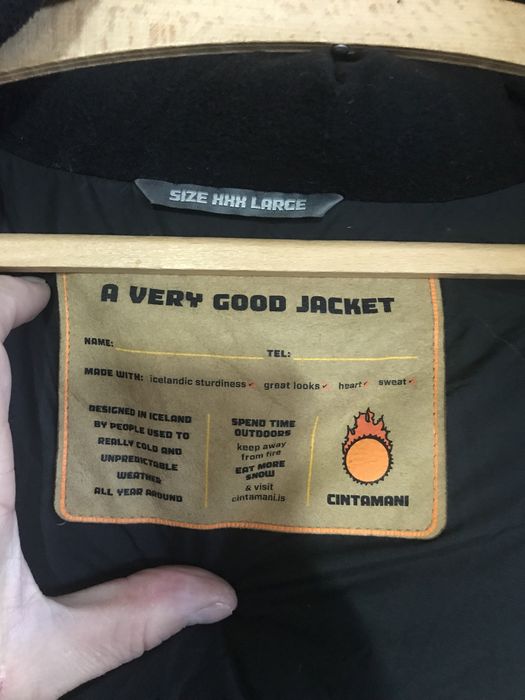 SIZE XXX LARGE
A VERY GOOD JACKET
NAME:
TEL:
MADE WITH: icelandic sturdiness✓ great looks✓ heart✓ sweat✓
DESIGNED IN ICELAND
BY PEOPLE USED TO
REALLY COLD AND
UNPREDICTABLE
WEATHER
ALL YEAR AROUND
SPEND TIME
OUTDOORS
keep away
from fire
EAT MORE
SNOW
& visit
cintamani.is
CINTAMANI